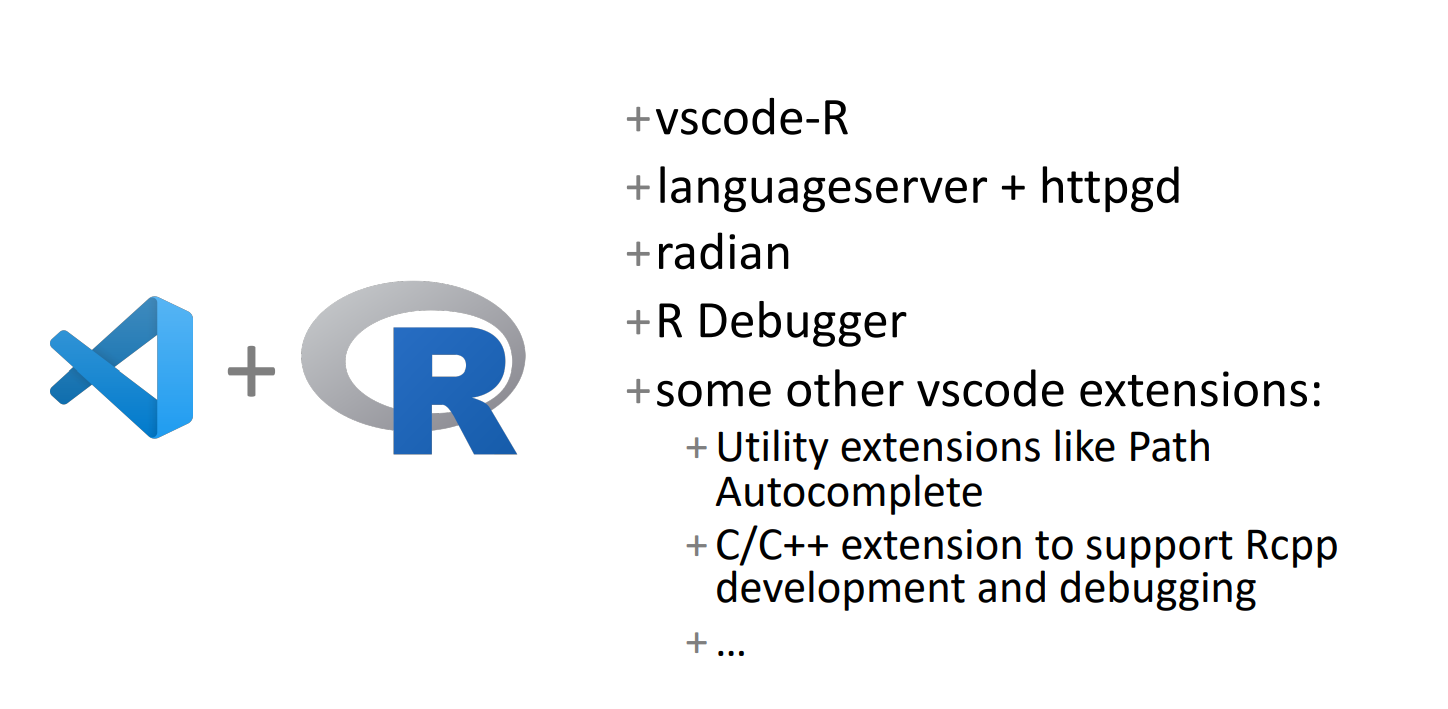 +vscode-R
+languageserver + httpgd
+radian
+R Debugger
+ R
+some other vscode extensions:
+ Utility extensions like Path
Autocomplete
+ C/C++ extension to support Rcpp
development and debugging
+ …